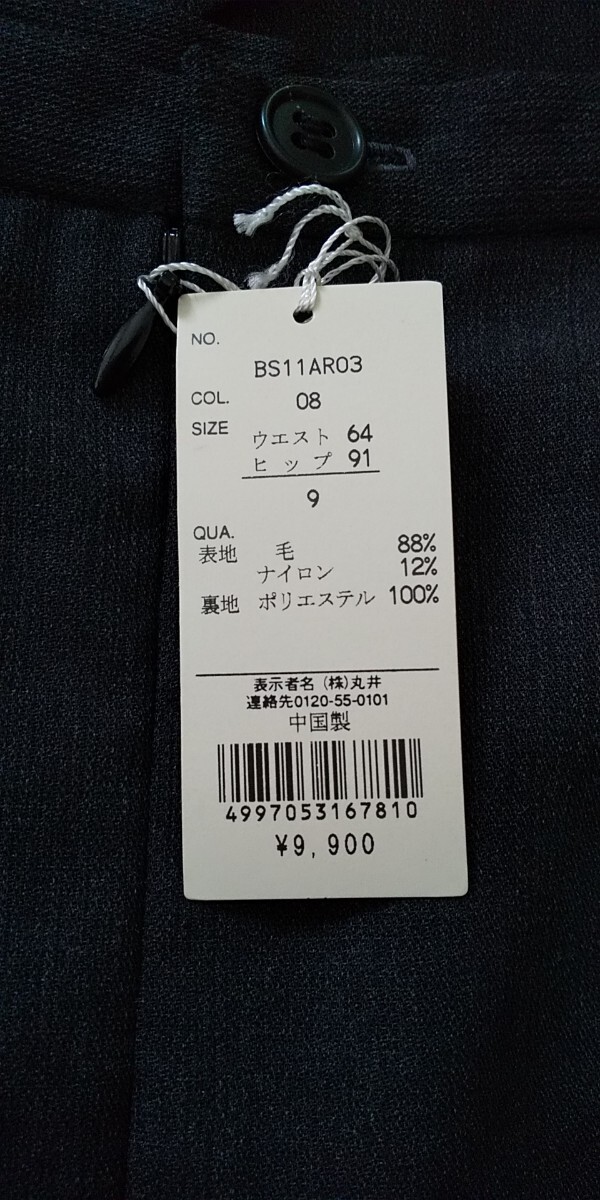 NO.
BS11AR03
COL. 08
SIZE ウエスト 64
ヒップ 91
9
QUA.
表地 毛 88%
ナイロン 12%
裏地 ポリエステル 100%
表示者名 (株)丸井
連絡先0120-55-0101
中国製
4997053167810
¥9,900